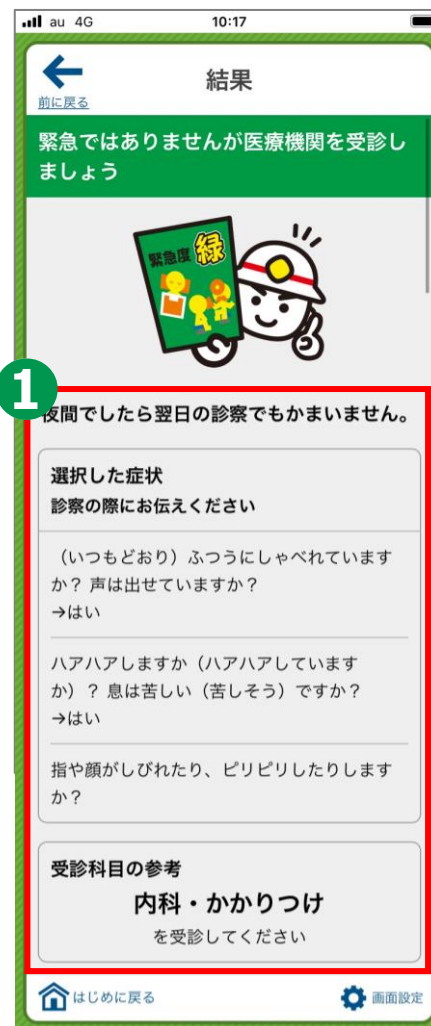 au 4G 10:17
前に戻る
結果
緊急ではありませんが医療機関を受診し
ましょう
緊急度 緑
1
夜間でしたら翌日の診察でもかまいません。
選択した症状
診察の際にお伝えください
（いつもどおり）ふつうにしゃべれています
か？ 声は出せていますか？
→はい
ハアハアしますか（ハアハアしています
か）？ 息は苦しい（苦しそう）ですか？
→はい
指や顔がしびれたり、ピリピリしたりします
か？
受診科目の参考
内科・かかりつけ
を受診してください
はじめに戻る
画面設定